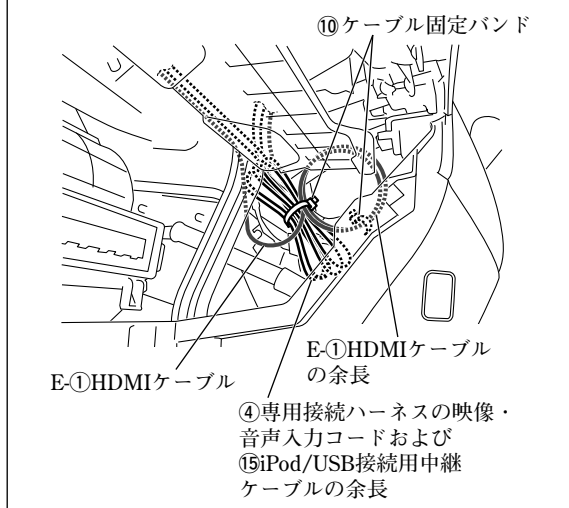 ⑩ケーブル固定バンド
E-①HDMIケーブル
の余長
E-①HDMIケーブル
④専用接続ハーネスの映像・
音声入力コードおよび
⑮iPod/USB接続用中継
ケーブルの余長